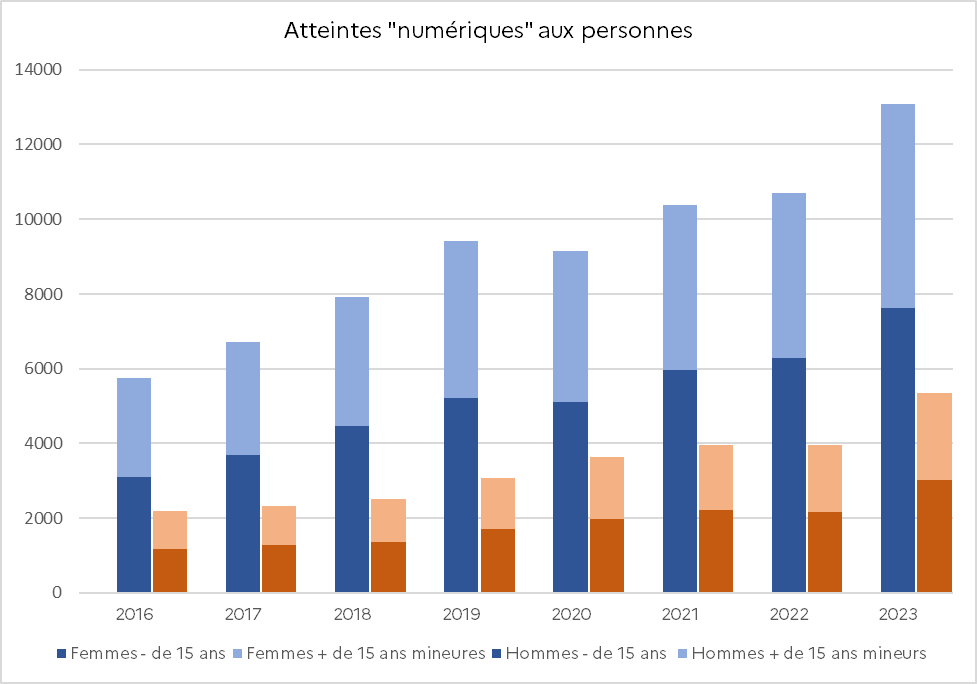 Atteintes "numériques" aux personnes
14000
12000
10000
8000
6000
4000
2000
0
2016 2017 2018 2019 2020 2021 2022 2023
Femmes - de 15 ans Femmes + de 15 ans mineures Hommes - de 15 ans Hommes + de 15 ans mineurs